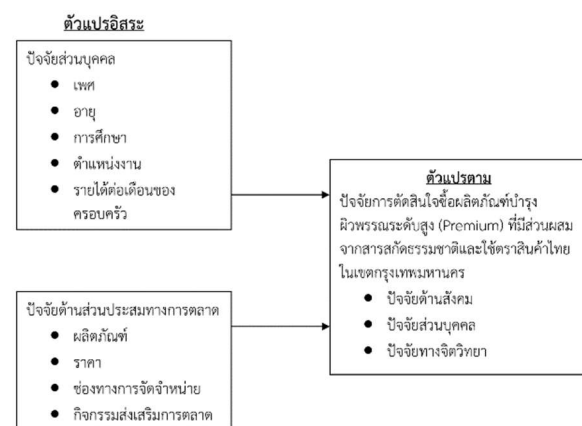 ตัวแปรอิสระ
ปัจจัยส่วนบุคคล
● เพศ
● อายุ
● การศึกษา
● ตำแหน่งงาน
● รายได้ต่อเดือนของ
ครอบครัว
ปัจจัยด้านส่วนประสมทางการตลาด
● ผลิตภัณฑ์
● ราคา
● ช่องทางการจัดจำหน่าย
● กิจกรรมส่งเสริมการตลาด
ตัวแปรตาม
ปัจจัยการตัดสินใจซื้อผลิตภัณฑ์บำรุง
ผิวพรรณระดับสูง (Premium) ที่มีส่วนผสม
จากสารสกัดธรรมชาติและใช้ตราสินค้าไทย
ในเขตกรุงเทพมหานคร
● ปัจจัยด้านสังคม
● ปัจจัยส่วนบุคคล
● ปัจจัยทางจิตวิทยา